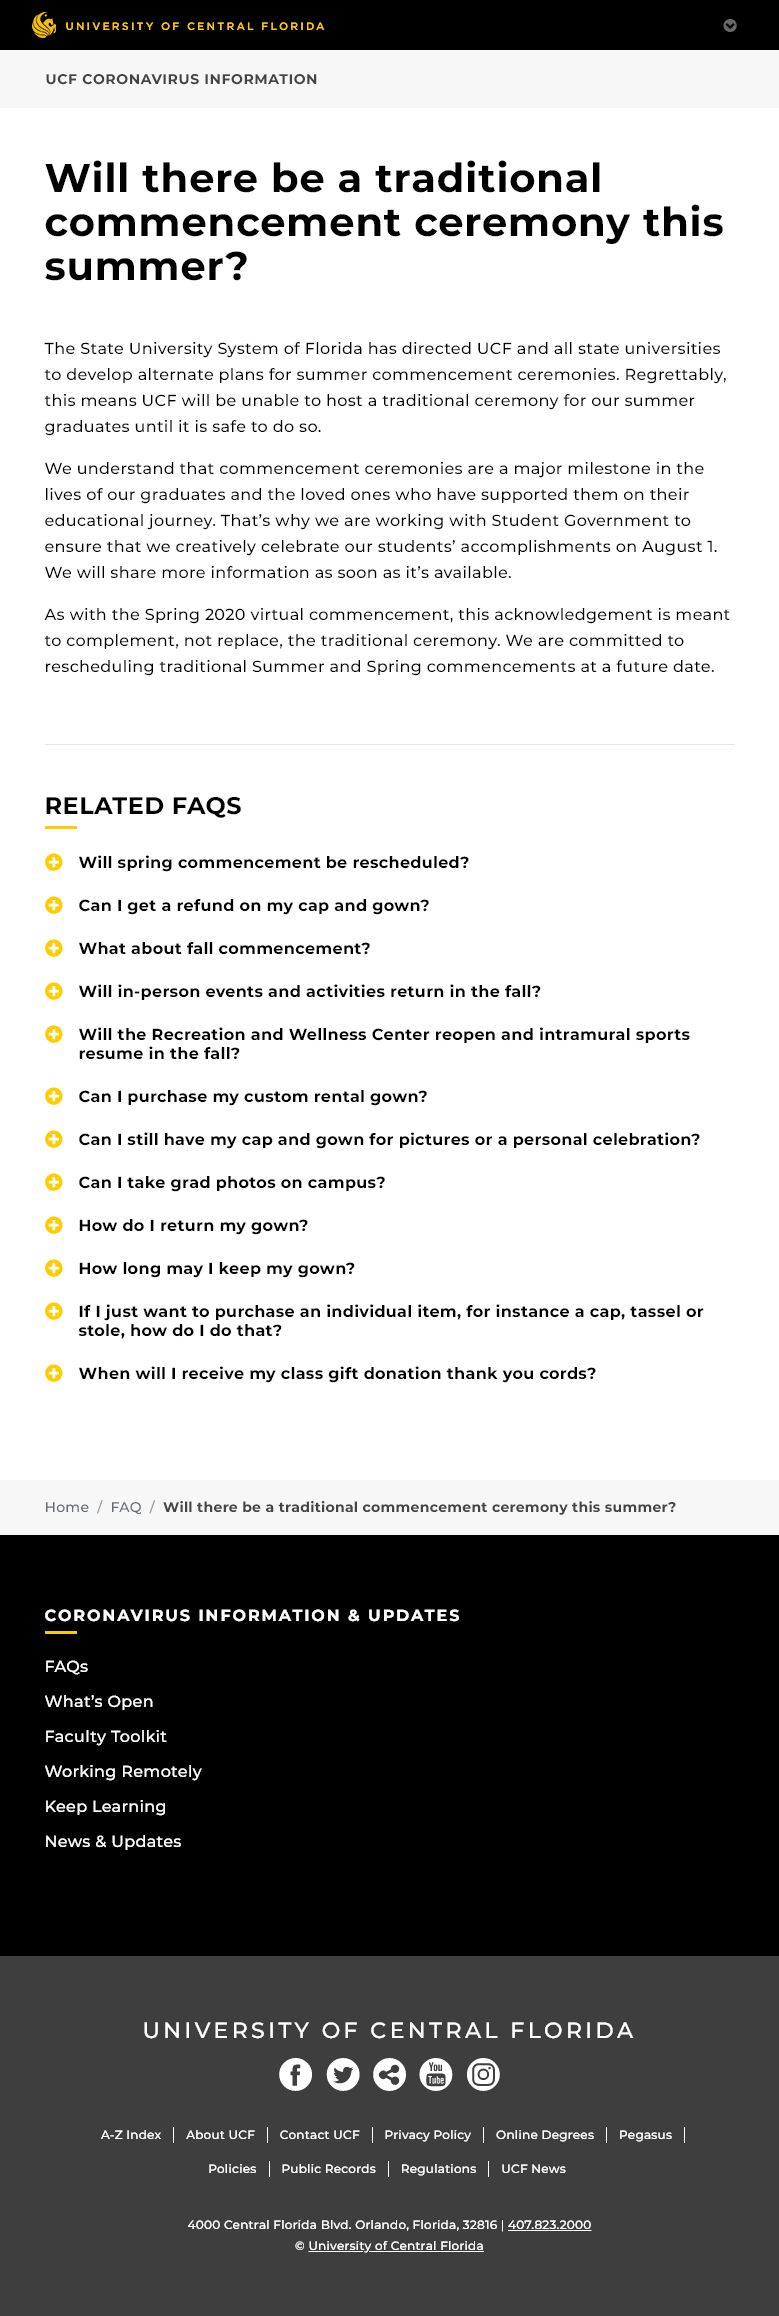 UNIVERSITY OF CENTRAL FLORIDA
UCF CORONAVIRUS INFORMATION
Will there be a traditional
commencement ceremony this
summer?
The State University System of Florida has directed UCF and all state universities
to develop alternate plans for summer commencement ceremonies. Regrettably,
this means UCF will be unable to host a traditional ceremony for our summer
graduates until it is safe to do so.
We understand that commencement ceremonies are a major milestone in the
lives of our graduates and the loved ones who have supported them on their
educational journey. That’s why we are working with Student Government to
ensure that we creatively celebrate our students’ accomplishments on August 1.
We will share more information as soon as it’s available.
As with the Spring 2020 virtual commencement, this acknowledgement is meant
to complement, not replace, the traditional ceremony. We are committed to
rescheduling traditional Summer and Spring commencements at a future date.
RELATED FAQS
Will spring commencement be rescheduled?
Can I get a refund on my cap and gown?
What about fall commencement?
Will in-person events and activities return in the fall?
Will the Recreation and Wellness Center reopen and intramural sports
resume in the fall?
Can I purchase my custom rental gown?
Can I still have my cap and gown for pictures or a personal celebration?
Can I take grad photos on campus?
How do I return my gown?
How long may I keep my gown?
If I just want to purchase an individual item, for instance a cap, tassel or
stole, how do I do that?
When will I receive my class gift donation thank you cords?
Home / FAQ / Will there be a traditional commencement ceremony this summer?
CORONAVIRUS INFORMATION & UPDATES
FAQs
What’s Open
Faculty Toolkit
Working Remotely
Keep Learning
News & Updates
UNIVERSITY OF CENTRAL FLORIDA
You
Tube
A-Z Index | About UCF | Contact UCF | Privacy Policy | Online Degrees | Pegasus |
Policies | Public Records | Regulations | UCF News
4000 Central Florida Blvd. Orlando, Florida, 32816 | 407.823.2000
© University of Central Florida